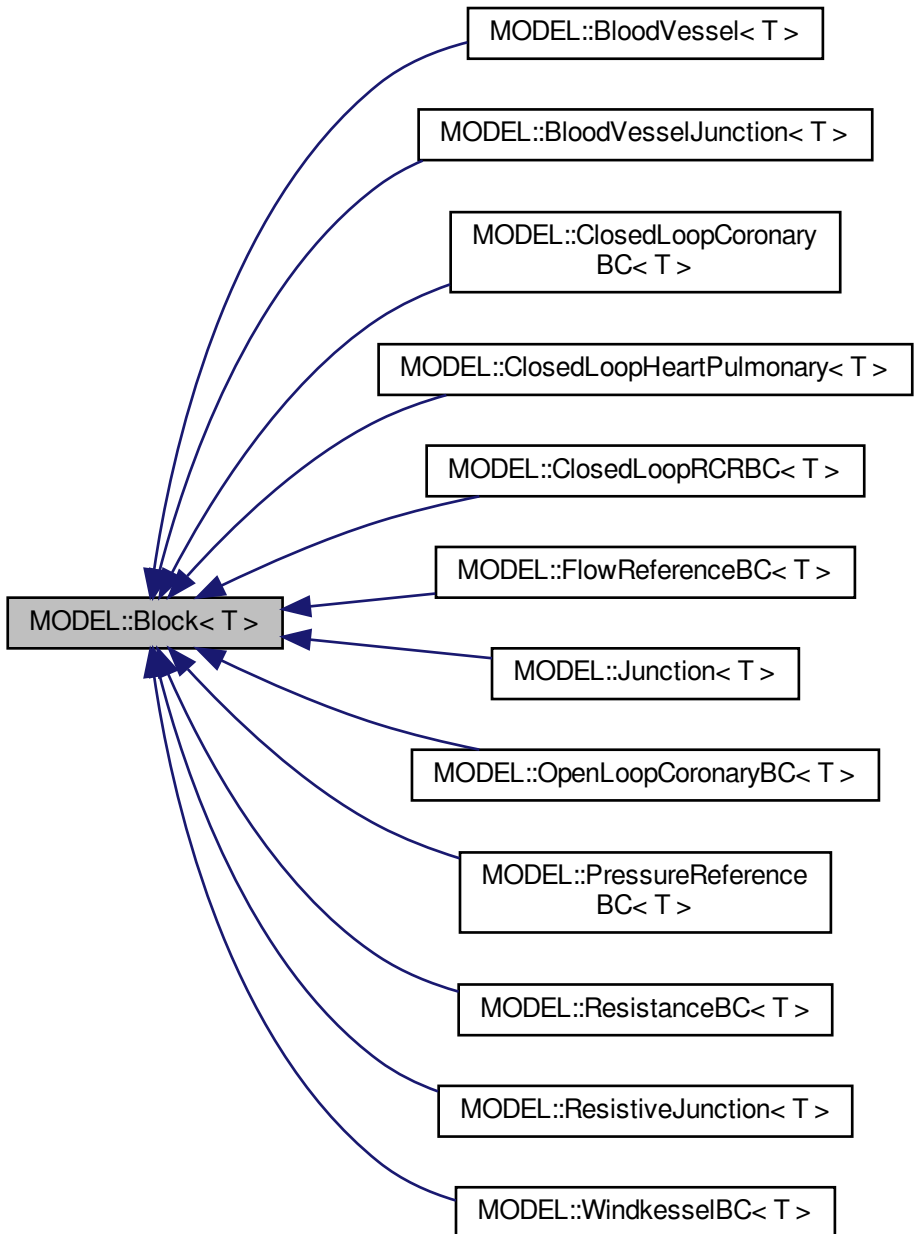 MODEL::BloodVessel< T >
MODEL::BloodVesselJunction< T >
MODEL::ClosedLoopCoronary
BC< T >
MODEL::ClosedLoopHeartPulmonary< T >
MODEL::ClosedLoopRCRBC< T >
MODEL::FlowReferenceBC< T >
MODEL::Block< T >
MODEL::Junction< T >
MODEL::OpenLoopCoronaryBC< T >
MODEL::PressureReference
BC< T >
MODEL::ResistanceBC< T >
MODEL::ResistiveJunction< T >
MODEL::WindkesselBC< T >